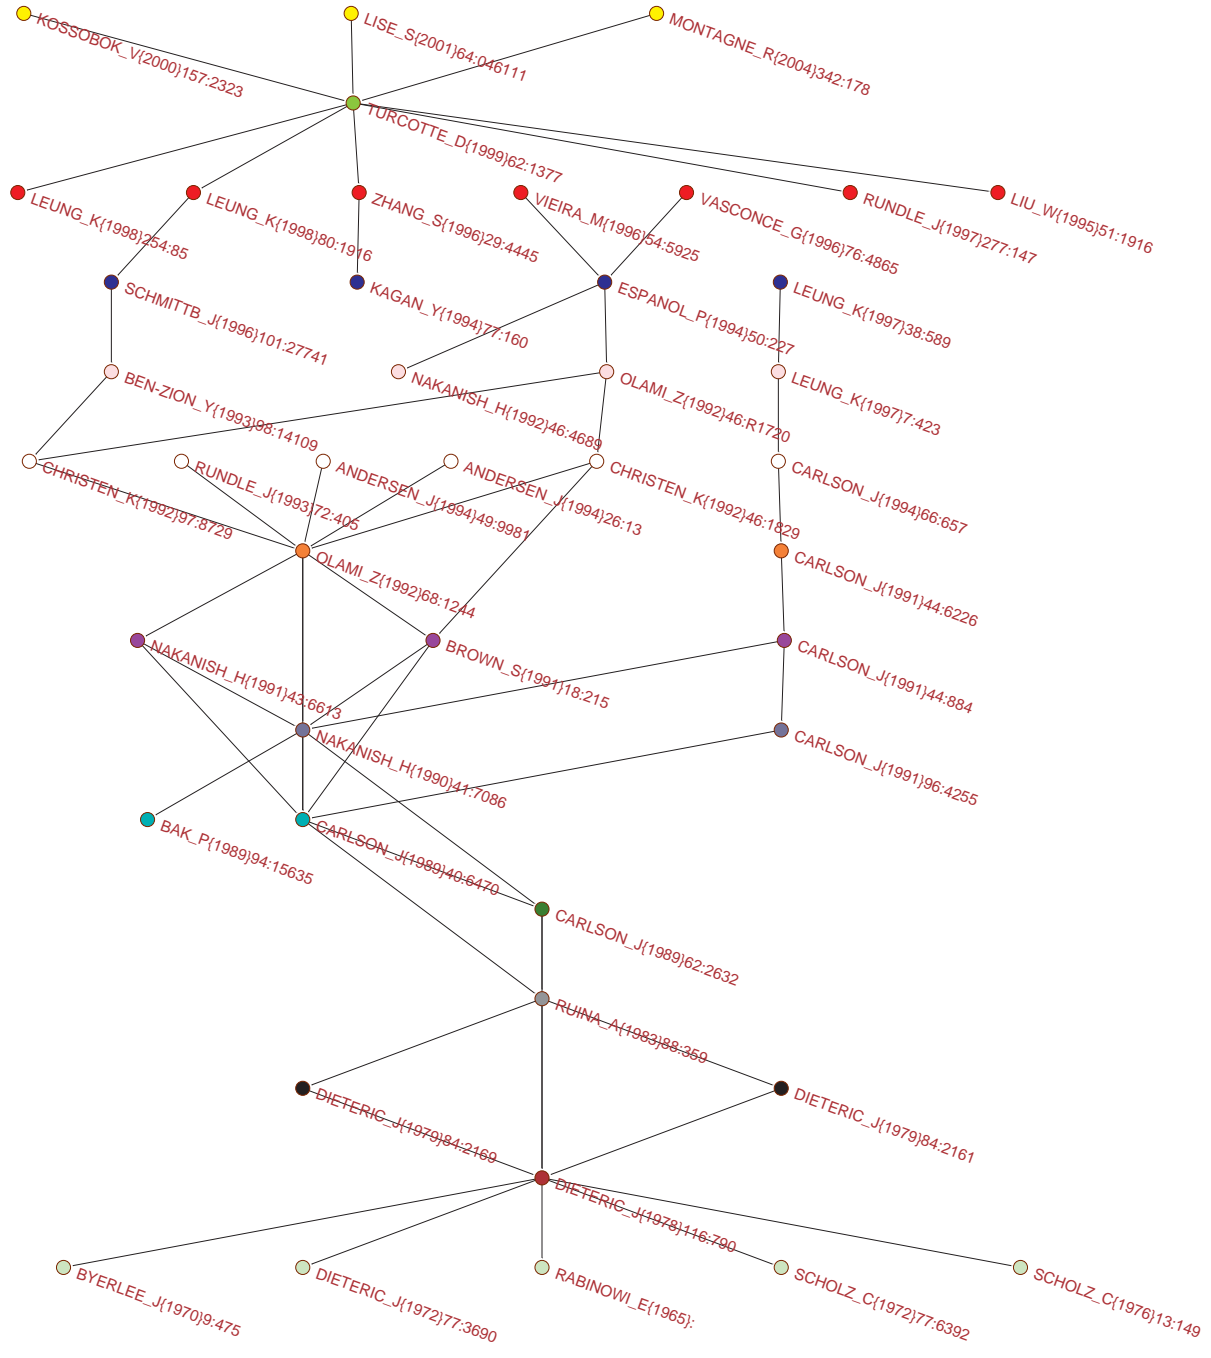 KOSSOBOK_V{2000}157:2323
LISE_S{2001}64:046111
MONTAGNE_R{2004}342:178
TURCOTTE_D{1999}62:1377
LEUNG_K{1998}254:85
LEUNG_K{1998}80:1916
ZHANG_S{1996}29:4445
VIEIRA_M{1996}54:5925
VASCONCE_G{1996}76:4865
RUNDLE_J{1997}277:147
LIU_W{1995}51:1916
SCHMITTB_J{1996}101:27741
KAGAN_Y{1994}77:160
ESPANOL_P{1994}50:227
LEUNG_K{1997}38:589
BEN-ZION_Y{1993}98:14109
NAKANISH_H{1992}46:4689
OLAMI_Z{1992}46:R1720
LEUNG_K{1997}7:423
CHRISTEN_K{1992}97:8729
RUNDLE_J{1993}72:405
ANDERSEN_J{1994}49:9981
ANDERSEN_J{1994}26:13
CHRISTEN_K{1992}46:1829
CARLSON_J{1994}66:657
OLAMI_Z{1992}68:1244
CARLSON_J{1991}44:6226
NAKANISH_H{1991}43:6613
BROWN_S{1991}18:215
CARLSON_J{1991}44:884
NAKANISH_H{1990}41:7086
CARLSON_J{1991}96:4255
BAK_P{1989}94:15635
CARLSON_J{1989}40:6470
CARLSON_J{1989}62:2632
RUINA_A{1983}88:359
DIETERIC_J{1979}84:2169
DIETERIC_J{1979}84:2161
DIETERIC_J{1978}116:790
BYERLEE_J{1970}9:475
DIETERIC_J{1972}77:3690
RABINOWI_E{1965}:
SCHOLZ_C{1972}77:6392
SCHOLZ_C{1976}13:149